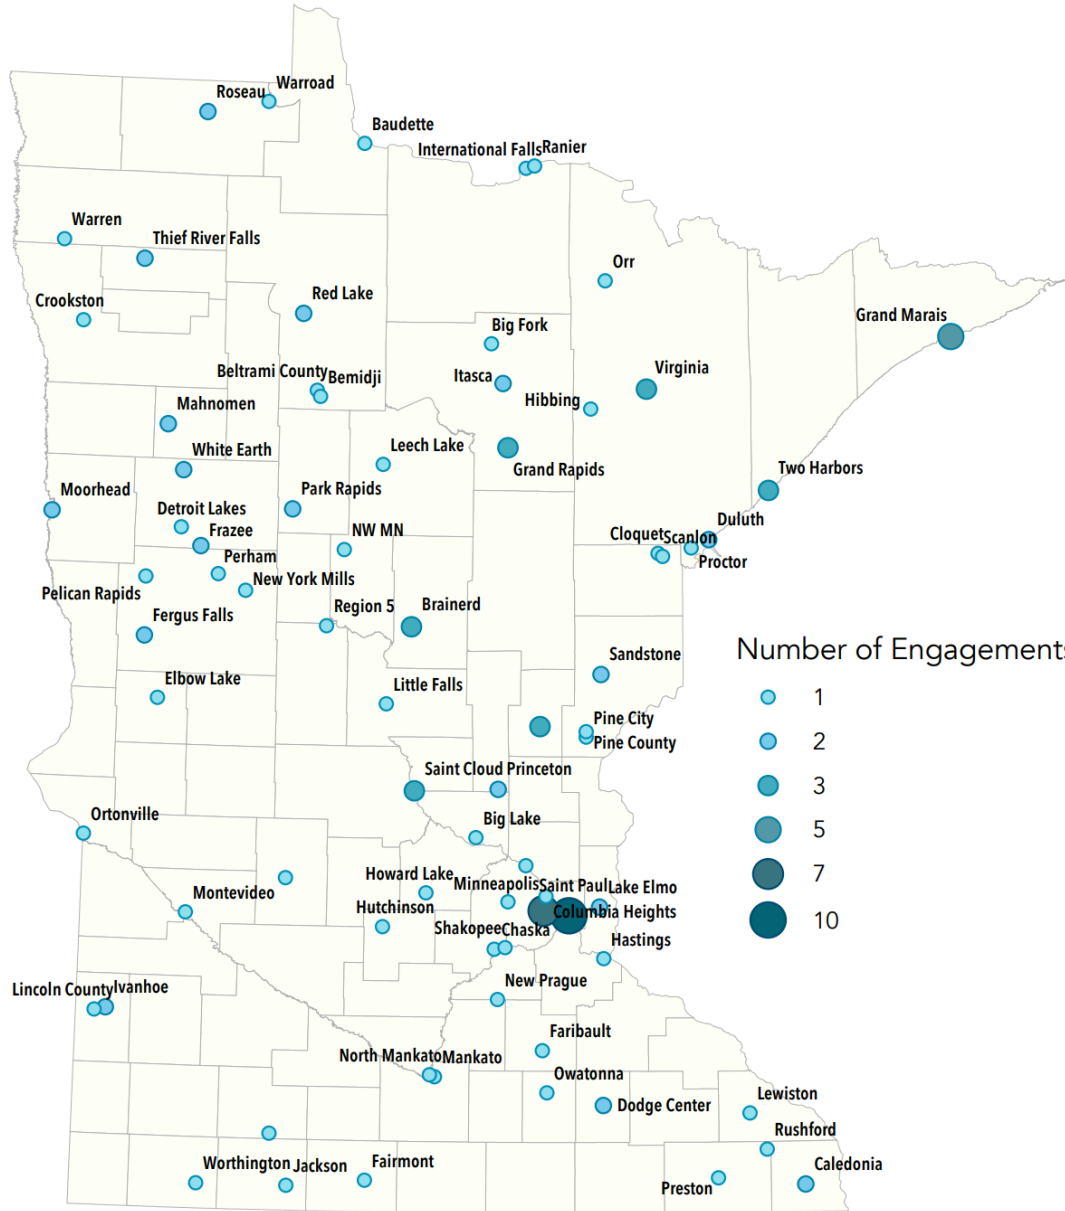 Warroad
Roseau
Baudette
International Falls
Ranier
Warren
Thief River Falls
Orr
Red Lake
Crookston
Grand Marais
Big Fork
Virginia
Beltrami County
Bemidji
Itasca
Hibbing
Mahnomen
Leech Lake
White Earth
Grand Rapids
Two Harbors
Moorhead
Park Rapids
Detroit Lakes
Duluth
Frazee
NW MN
Cloquet
Scanlon
Perham
Proctor
New York Mills
Pelican Rapids
Region 5
Brainerd
Fergus Falls
Number of Engagements
Sandstone
Elbow Lake
Little Falls
1
Pine City
Pine County
2
Saint Cloud
Princeton
3
Ortonville
Big Lake
5
Howard Lake
Minneapolis
Saint Paul
Lake Elmo
7
Montevideo
Hutchinson
Columbia Heights
10
Shakopee
Chaska
Hastings
New Prague
Lincoln County
Ivanhoe
Faribault
North Mankato
Mankato
Owatonna
Dodge Center
Lewiston
Rushford
Worthington
Jackson
Fairmont
Caledonia
Preston